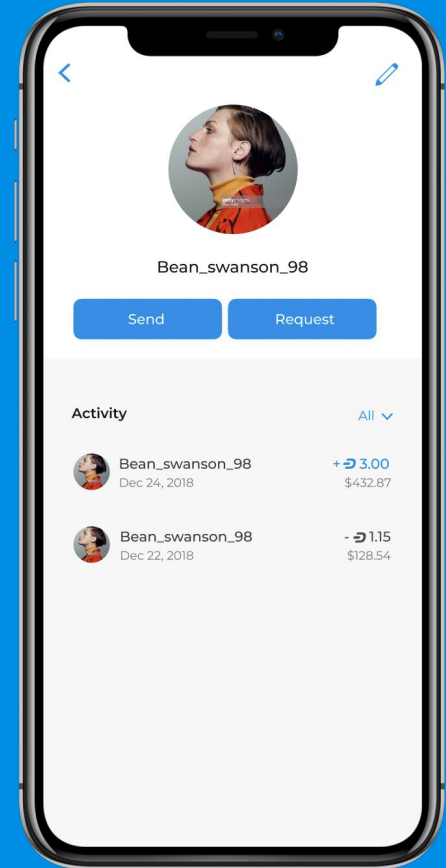 Bean_swanson_98
Send Request
Activity All
Bean_swanson_98 + 3.00
Dec 24, 2018 $432.87
Bean_swanson_98 - 1.15
Dec 22, 2018 $128.54